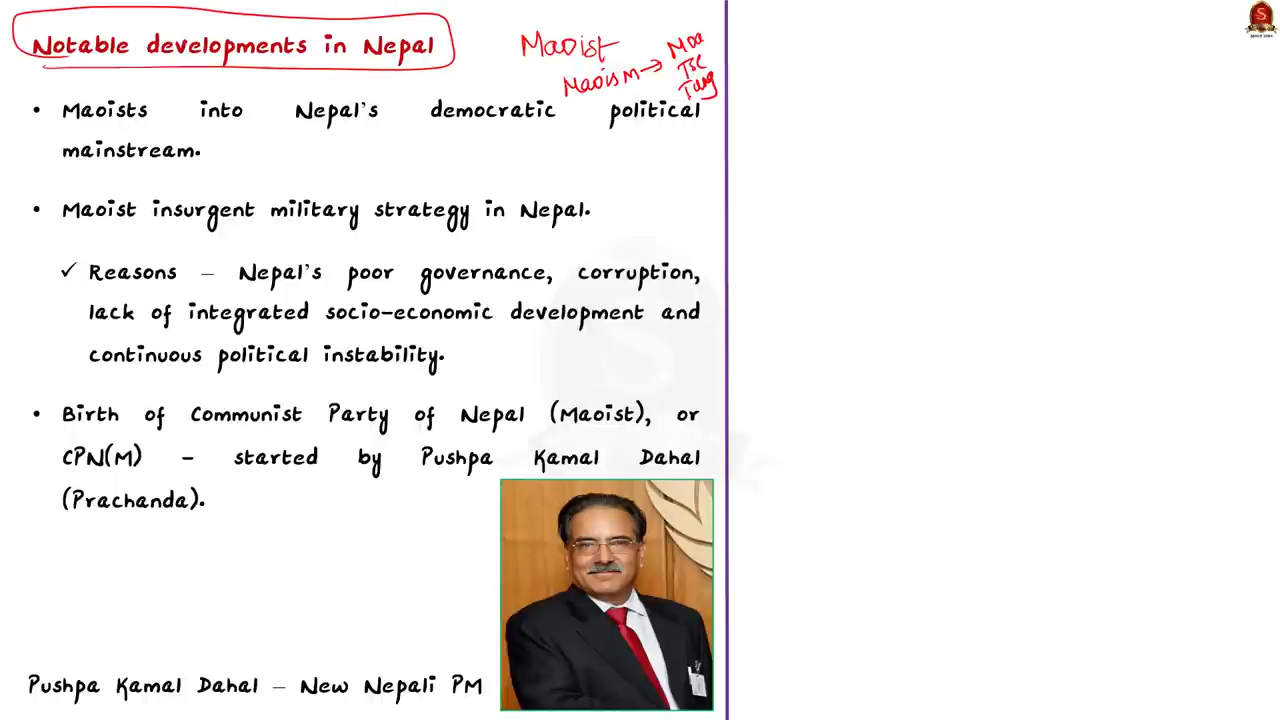 Notable developments in Nepal
Maoist
Maoism → Mao
Tse
Tung
• Maoists into Nepal's democratic political
mainstream.
• Maoist insurgent military strategy in Nepal.
✓ Reasons – Nepal's poor governance, corruption,
lack of integrated socio-economic development and
continuous political instability.
• Birth of Communist Party of Nepal (Maoist), or
CPN(M) - started by Pushpa Kamal Dahal
(Prachanda).
Pushpa Kamal Dahal – New Nepali PM
S